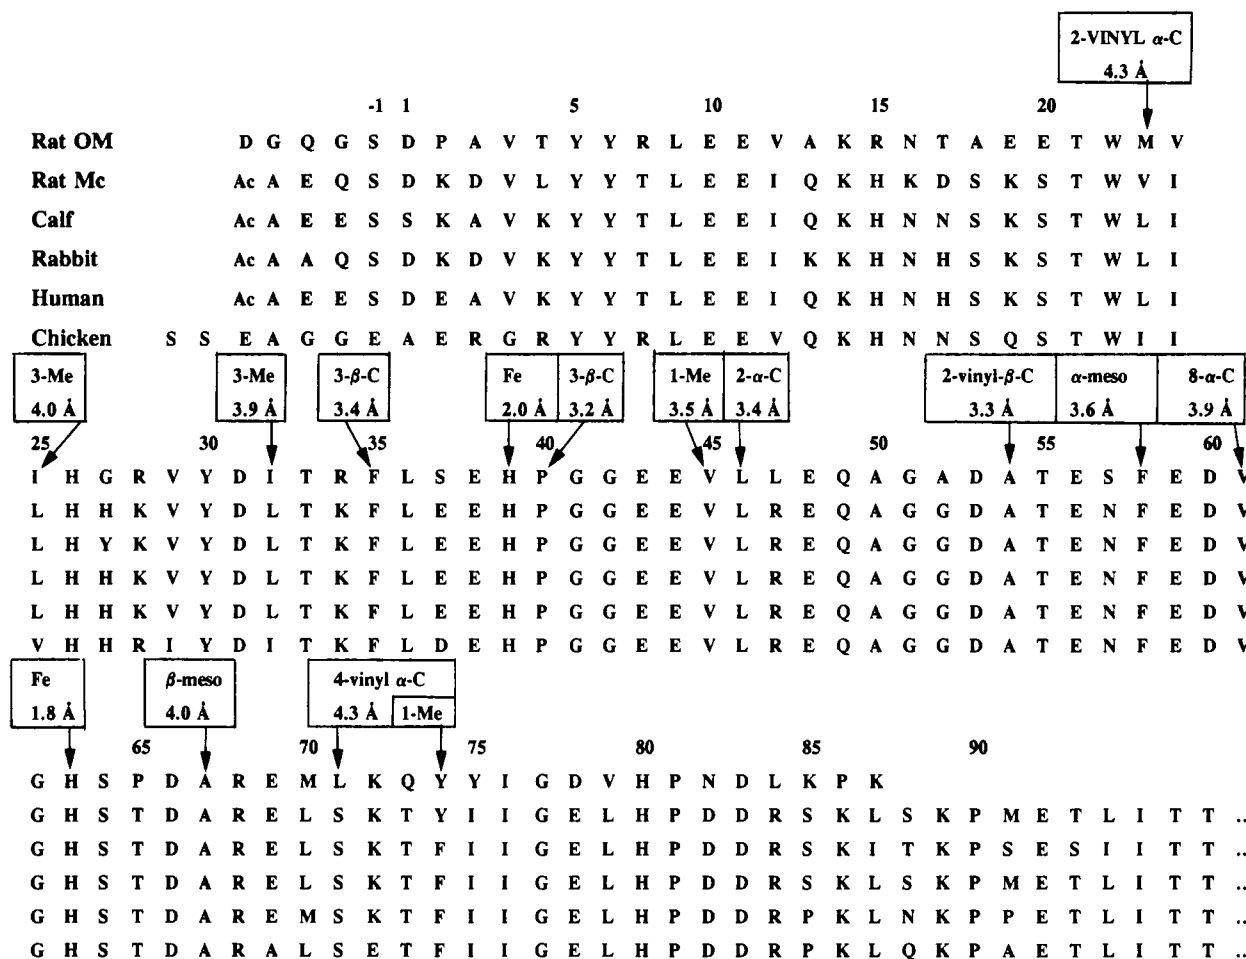 2-VINYL α-C
4.3 Å
-1 1 5 10 15 20
Rat OM D G Q G S D P A V T Y Y R L E E V A K R N T A E E T W M V
Rat Mc Ac A E Q S D K D V L Y Y T L E E I Q K H K D S K S T W V I
Calf Ac A E E S S K A V K Y Y T L E E I Q K H N N S K S T W L I
Rabbit Ac A A Q S D K D V K Y Y T L E E I K K H N H S K S T W L I
Human Ac A E E S D E A V K Y Y T L E E I Q K H N H S K S T W L I
Chicken S S E A G G E A E R G R Y Y R L E E V Q K H N N S Q S T W I I
3-Me 3-Me 3-β-C Fe 3-β-C 1-Me 2-α-C 2-vinyl-β-C α-meso 8-α-C
4.0 Å 3.9 Å 3.4 Å 2.0 Å 3.2 Å 3.5 Å 3.4 Å 3.3 Å 3.6 Å 3.9 Å
25 30 35 40 45 50 55 60
I H G R V Y D I T R F L S E H P G G E E V L L E Q A G A D A T E S F E D V
L H H K V Y D L T K F L E E H P G G E E V L R E Q A G G D A T E N F E D V
L H Y K V Y D L T K F L E E H P G G E E V L R E Q A G G D A T E N F E D V
L H H K V Y D L T K F L E E H P G G E E V L R E Q A G G D A T E N F E D V
L H H K V Y D L T K F L E E H P G G E E V L R E Q A G G D A T E N F E D V
V H H R I Y D I T K F L D E H P G G E E V L R E Q A G G D A T E N F E D V
Fe β-meso 4-vinyl α-C
1.8 Å 4.0 Å 4.3 Å 1-Me
65 70 75 80 85 90
G H S P D A R E M L K Q Y Y I G D V H P N D L K P K
G H S T D A R E L S K T Y I I G E L H P D D R S K L S K P M E T L I T T ..
G H S T D A R E L S K T F I I G E L H P D D R S K I T K P S E S I I T T ..
G H S T D A R E L S K T F I I G E L H P D D R S K L S K P M E T L I T T ..
G H S T D A R E M S K T F I I G E L H P D D R P K L N K P P E T L I T T ..
G H S T D A R A L S E T F I I G E L H P D D R P K L Q K P A E T L I T T ..